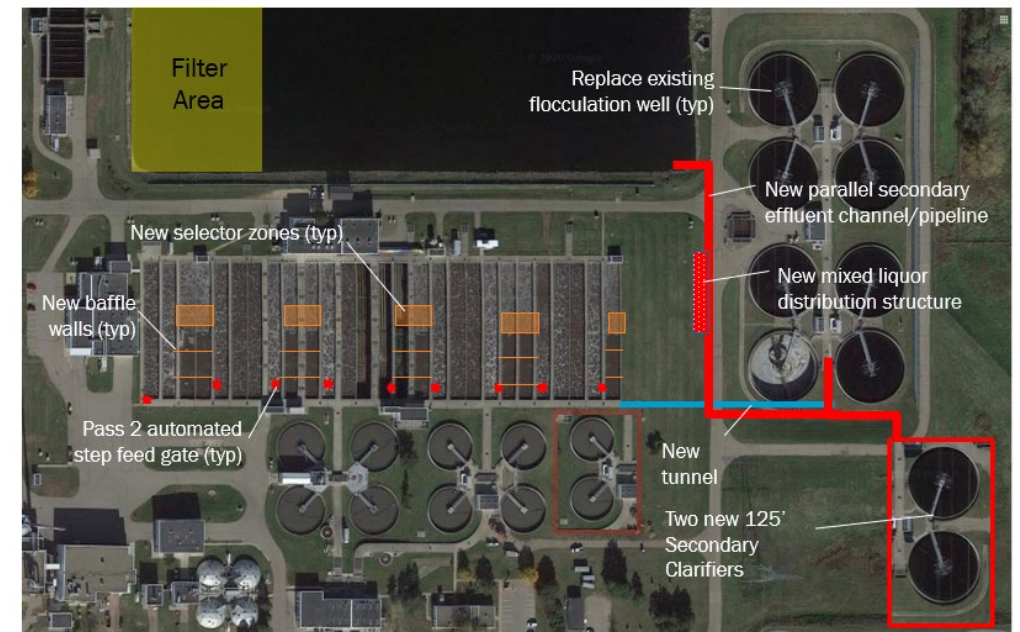 Filter
Area
Replace existing
flocculation well (typ)
New parallel secondary
effluent channel/pipeline
New selector zones (typ)
New mixed liquor
distribution structure
New baffle
walls (typ)
Pass 2 automated
step feed gate (typ)
New
tunnel
Two new 125'
Secondary
Clarifiers